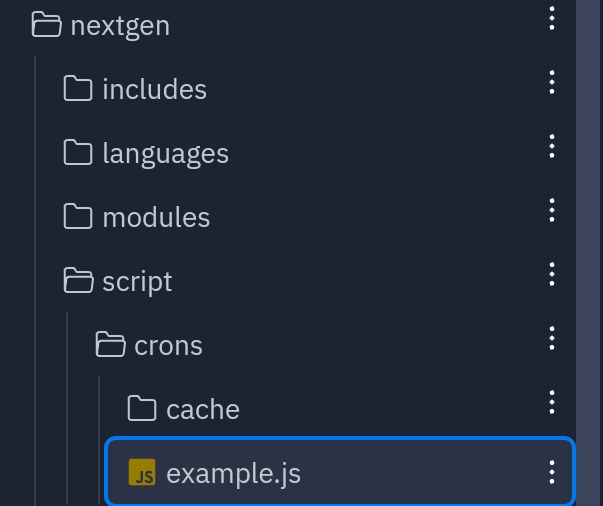 nextgen
includes
languages
modules
script
crons
cache
JS example.js